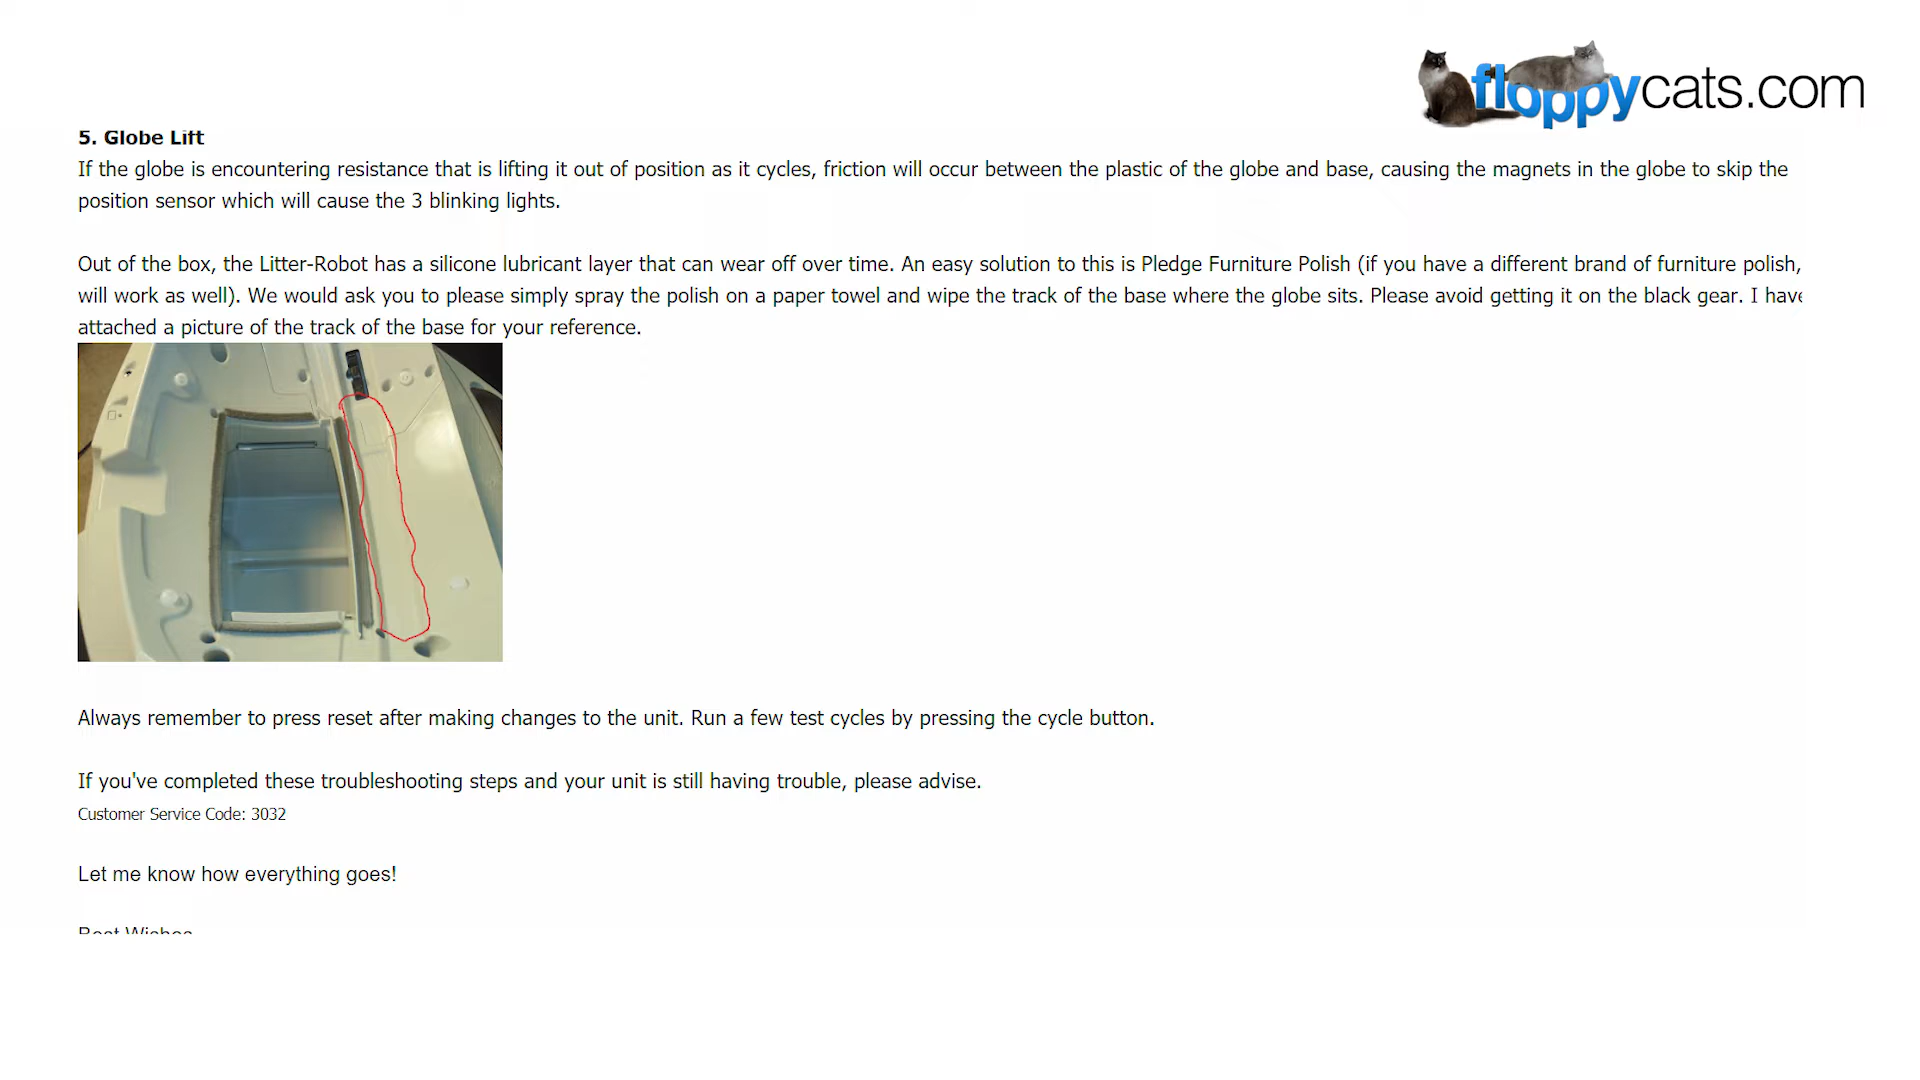 floppycats.com
5. Globe Lift
If the globe is encountering resistance that is lifting it out of position as it cycles, friction will occur between the plastic of the globe and base, causing the magnets in the globe to skip the
position sensor which will cause the 3 blinking lights.
Out of the box, the Litter-Robot has a silicone lubricant layer that can wear off over time. An easy solution to this is Pledge Furniture Polish (if you have a different brand of furniture polish,
will work as well). We would ask you to please simply spray the polish on a paper towel and wipe the track of the base where the globe sits. Please avoid getting it on the black gear. I have
attached a picture of the track of the base for your reference.
Always remember to press reset after making changes to the unit. Run a few test cycles by pressing the cycle button.
If you've completed these troubleshooting steps and your unit is still having trouble, please advise.
Customer Service Code: 3032
Let me know how everything goes!
Best Wishes